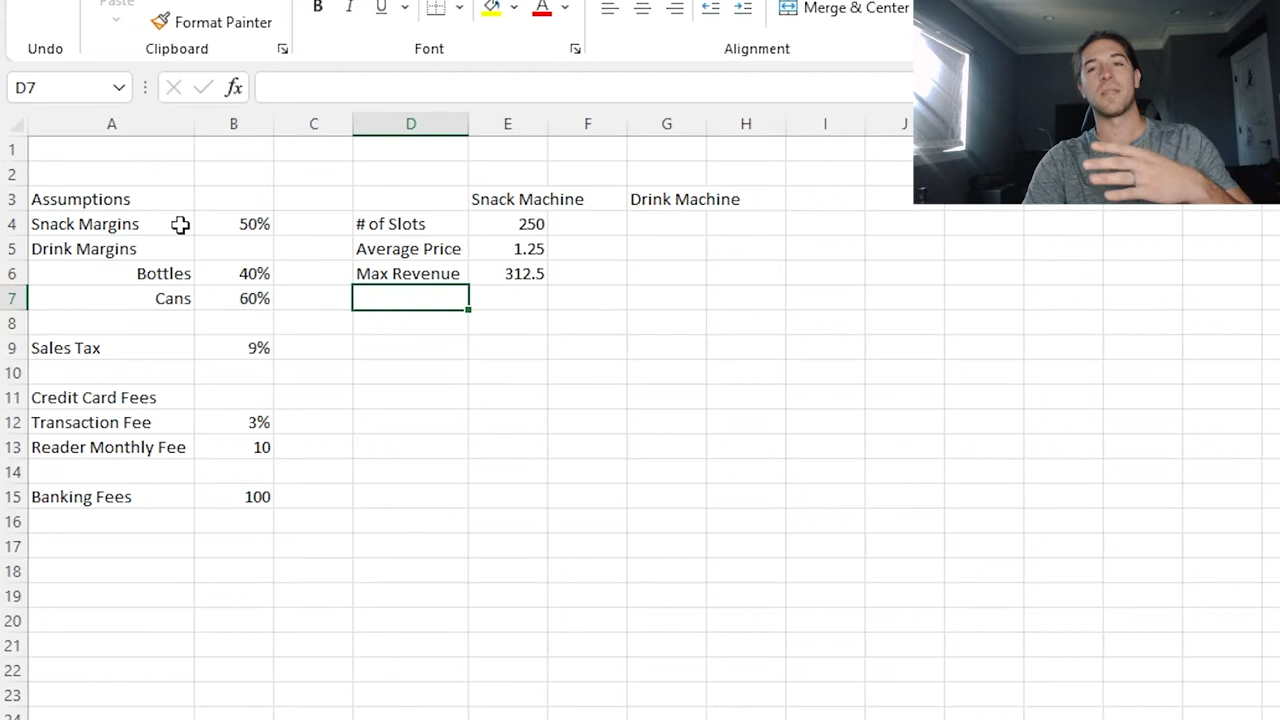 Paste
Format Painter
B I U
A
Merge & Center
Undo
Clipboard
Font
Alignment
D7
fx
A B C D E F G H I J
1
2
3 Assumptions Snack Machine Drink Machine
4 Snack Margins 50% # of Slots 250
5 Drink Margins Average Price 1.25
6 Bottles 40% Max Revenue 312.5
7 Cans 60%
8
9 Sales Tax 9%
10
11 Credit Card Fees
12 Transaction Fee 3%
13 Reader Monthly Fee 10
14
15 Banking Fees 100
16
17
18
19
20
21
22
23
24